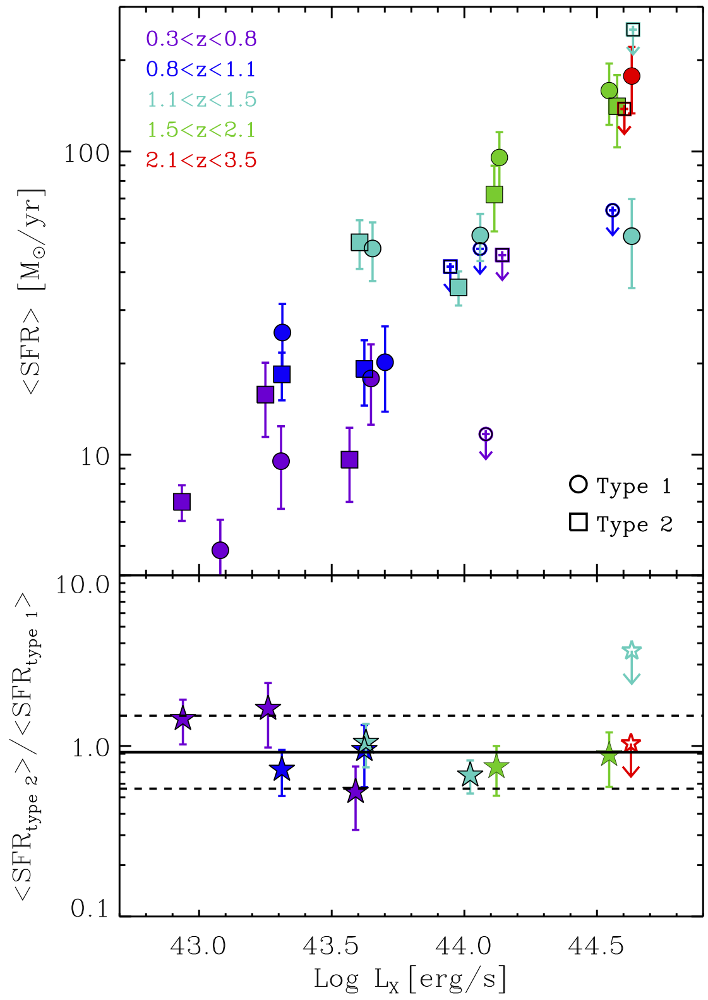 0.3<z<0.8
0.8<z<1.1
1.1<z<1.5
1.5<z<2.1
2.1<z<3.5
100
10
<SFR> [M⊙/yr]
Type 1
Type 2
10.0
1.0
0.1
<SFRtype 2>/<SFRtype 1>
43.0 43.5 44.0 44.5
Log LX [erg/s]